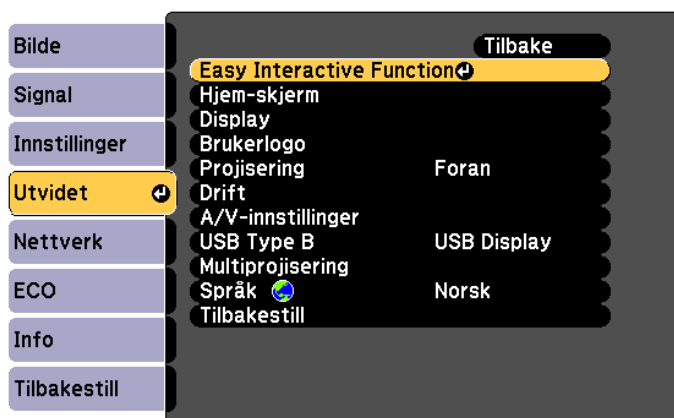 Bilde
Signal
Innstillinger
Utvidet
Nettverk
ECO
Info
Tilbakestill
Tilbake
Easy Interactive Function
Hjem-skjerm
Display
Brukerlogo
Projisering Foran
Drift
A/V-innstillinger
USB Type B USB Display
Multiprojisering
Språk Norsk
Tilbakestill